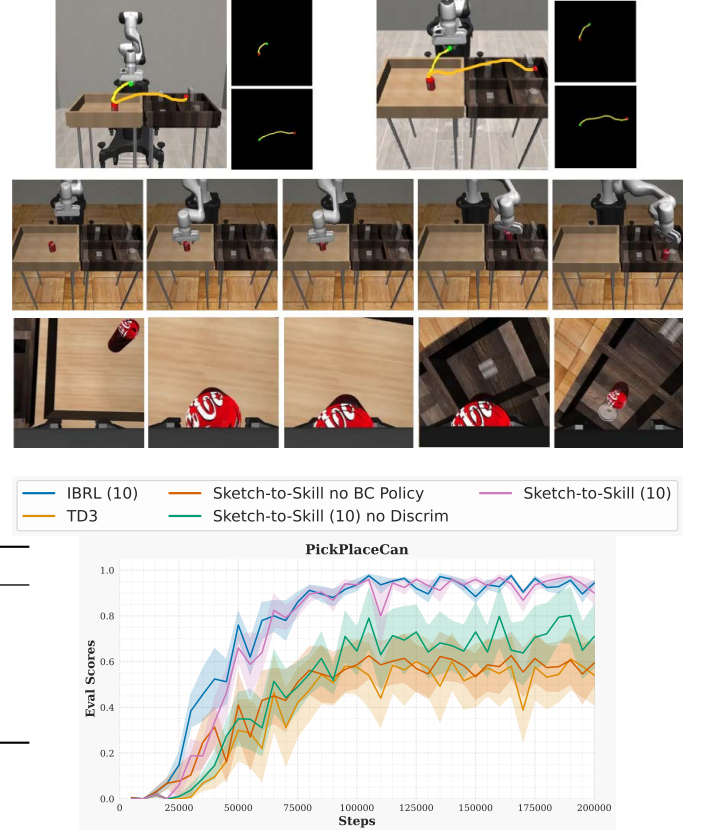 IBRL (10)
Sketch-to-Skill no BC Policy
Sketch-to-Skill (10)
TD3
Sketch-to-Skill (10) no Discrim
PickPlaceCan
Eval Scores
1.0
0.8
0.6
0.4
0.2
0.0
25000
50000
75000
100000
125000
150000
175000
200000
Steps